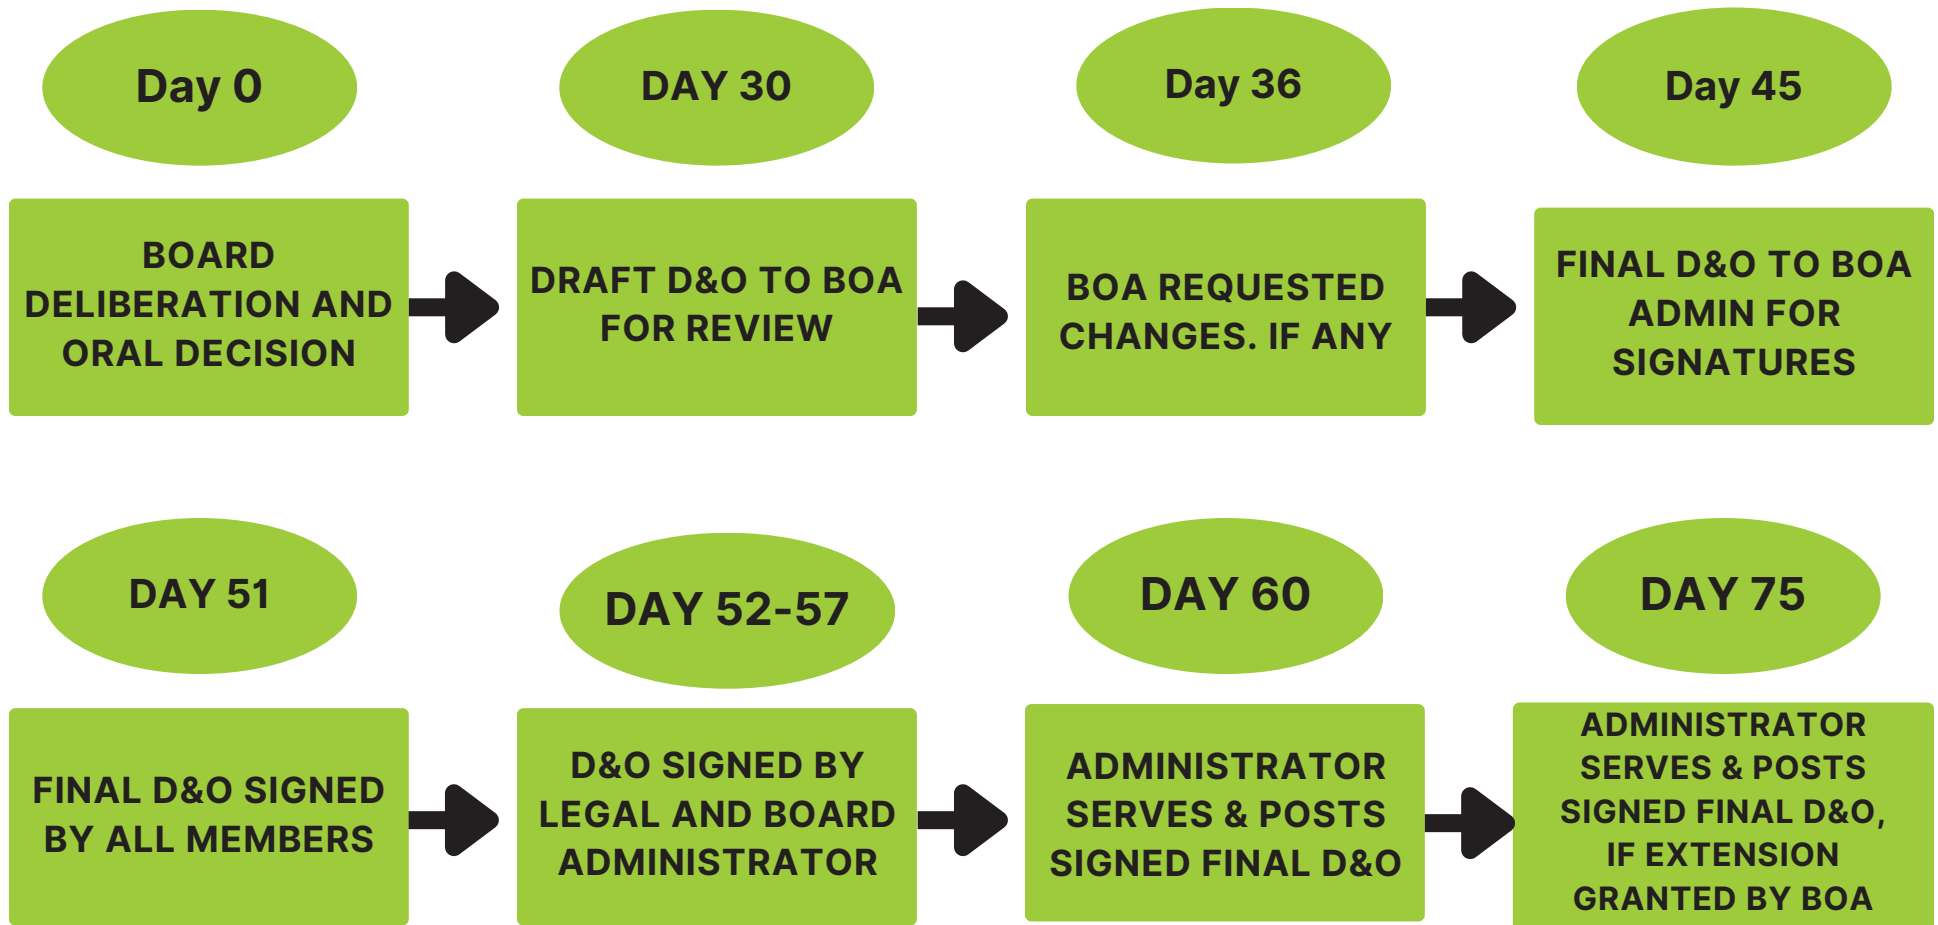 Day 0
DAY 30
Day 36
Day 45
BOARD
DELIBERATION AND
ORAL DECISION
DRAFT D&O TO BOA
FOR REVIEW
BOA REQUESTED
CHANGES. IF ANY
FINAL D&O TO BOA
ADMIN FOR
SIGNATURES
DAY 51
DAY 52-57
DAY 60
DAY 75
FINAL D&O SIGNED
BY ALL MEMBERS
D&O SIGNED BY
LEGAL AND BOARD
ADMINISTRATOR
ADMINISTRATOR
SERVES & POSTS
SIGNED FINAL D&O
ADMINISTRATOR
SERVES & POSTS
SIGNED FINAL D&O,
IF EXTENSION
GRANTED BY BOA